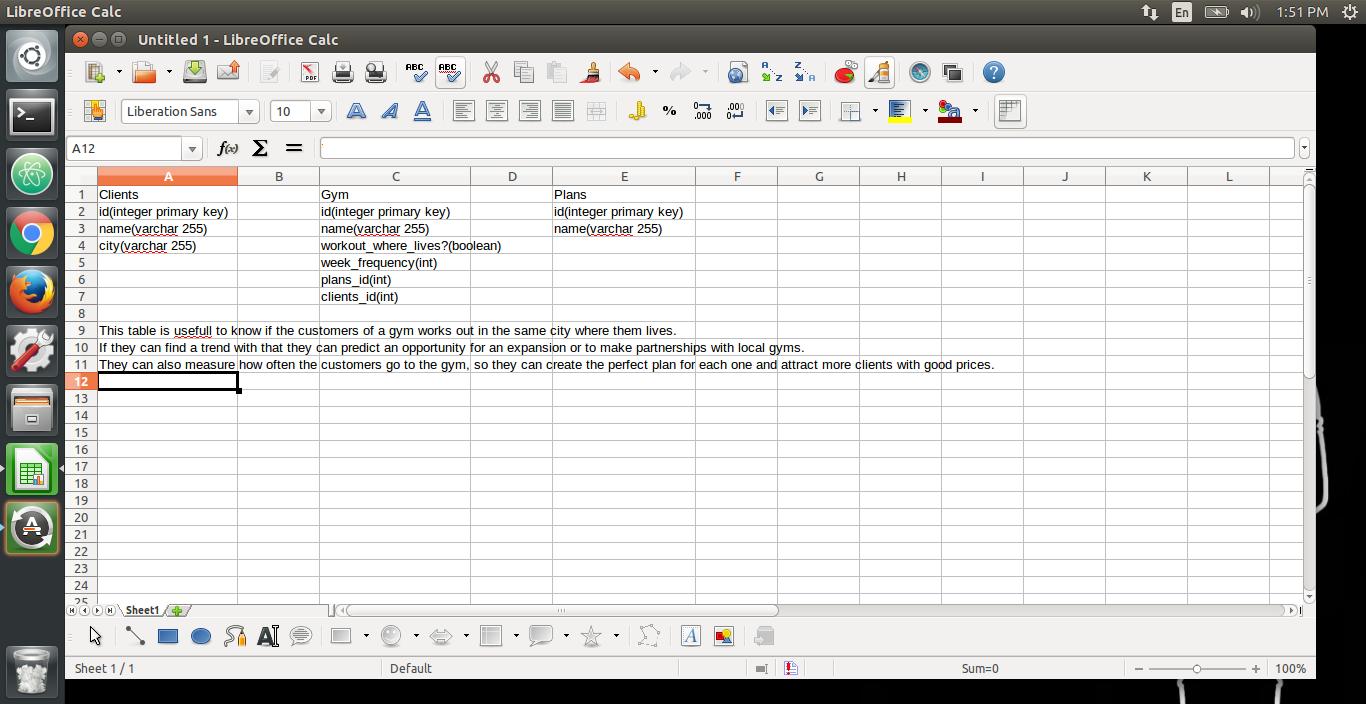 LibreOffice Calc
En
1:51 PM
Untitled 1 - LibreOffice Calc
PDF
ABC
ABC
Liberation Sans
10
A12
A B C D E F G H I J K L
1 Clients Gym Plans
2 id(integer primary key) id(integer primary key) id(integer primary key)
3 name(varchar 255) name(varchar 255) name(varchar 255)
4 city(varchar 255) workout_where_lives?(boolean)
5 week_frequency(int)
6 plans_id(int)
7 clients_id(int)
8
9 This table is usefull to know if the customers of a gym works out in the same city where them lives.
10 If they can find a trend with that they can predict an opportunity for an expansion or to make partnerships with local gyms.
11 They can also measure how often the customers go to the gym, so they can create the perfect plan for each one and attract more clients with good prices.
12
13
14
15
16
17
18
19
20
21
22
23
24
25
Sheet1
Sheet 1 / 1
Default
Sum=0
100%